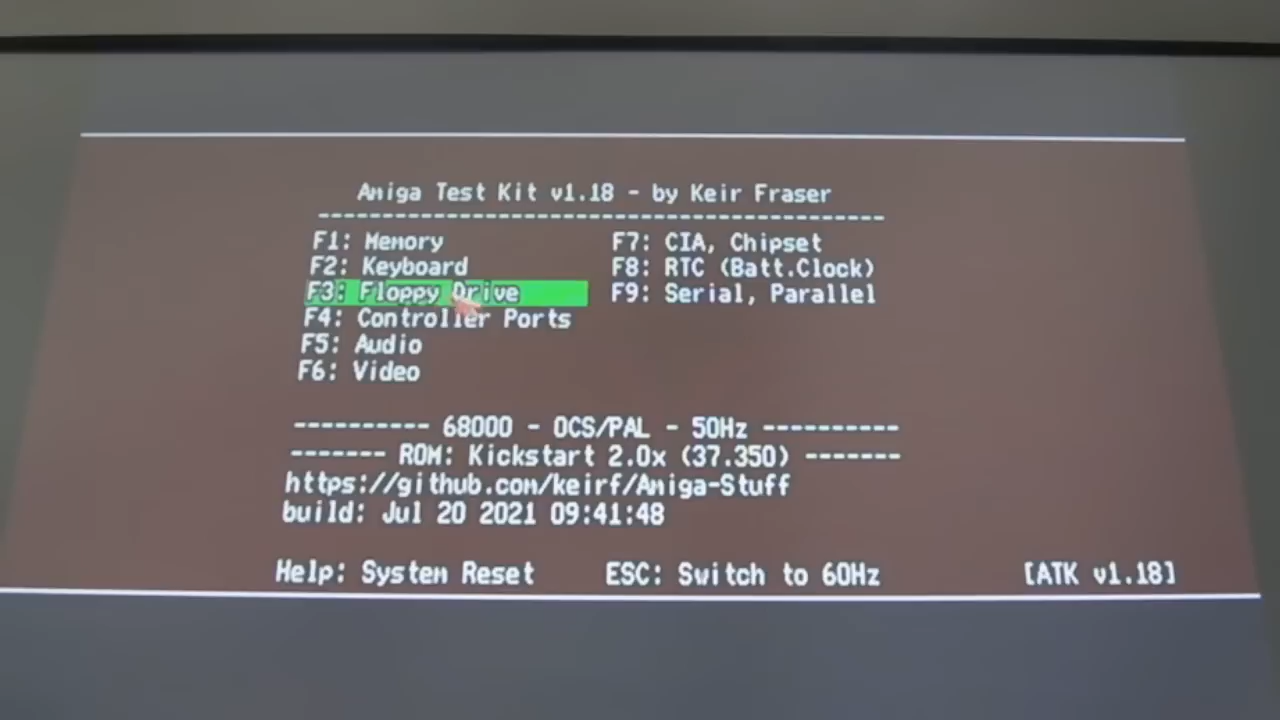 Amiga Test Kit v1.18 - by Keir Fraser
------------------------------------------
F1: Memory F7: CIA, Chipset
F2: Keyboard F8: RTC (Batt.Clock)
F3: Floppy Drive F9: Serial, Parallel
F4: Controller Ports
F5: Audio
F6: Video
---------- 68000 - OCS/PAL - 50Hz ----------
------- ROM: Kickstart 2.0x (37.350) -------
https://github.com/keirf/Amiga-Stuff
build: Jul 20 2021 09:41:48
Help: System Reset ESC: Switch to 60Hz [ATK v1.18]